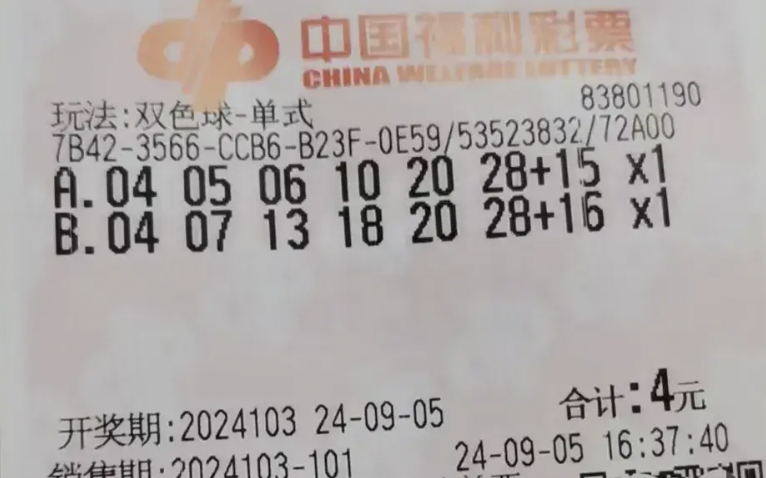 中国福利彩票
CHINA WELFARE LOTTERY
83801190
玩法:双色球-单式
7B42-3566-CCB6-B23F-0E59/53523832/72A00
A.04 05 06 10 20 28+15 x1
B.04 07 13 18 20 28+16 x1
合计:4元
开奖期:2024103 24-09-05
24-09-05 16:37:40
销售期:2024103-101